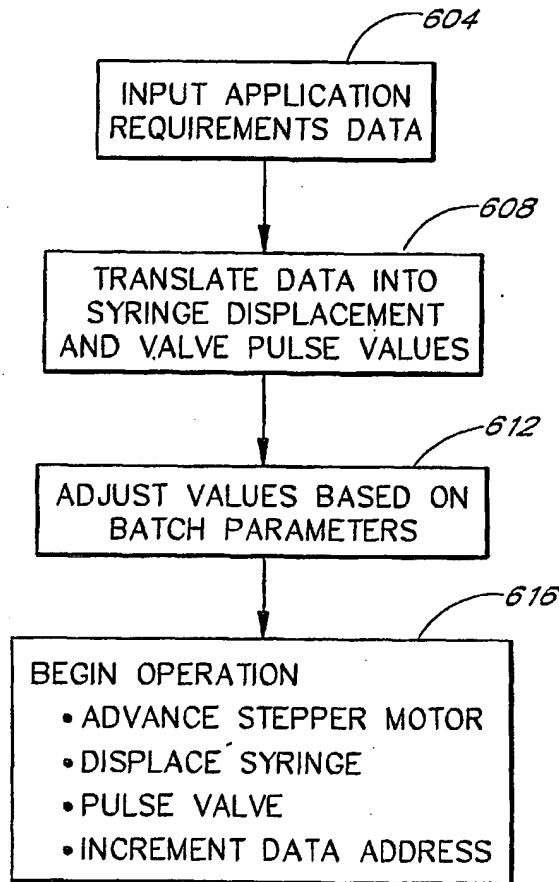 604
INPUT APPLICATION
REQUIREMENTS DATA
608
TRANSLATE DATA INTO
SYRINGE DISPLACEMENT
AND VALVE PULSE VALUES
612
ADJUST VALUES BASED ON
BATCH PARAMETERS
616
BEGIN OPERATION
• ADVANCE STEPPER MOTOR
• DISPLACE SYRINGE
• PULSE VALVE
• INCREMENT DATA ADDRESS